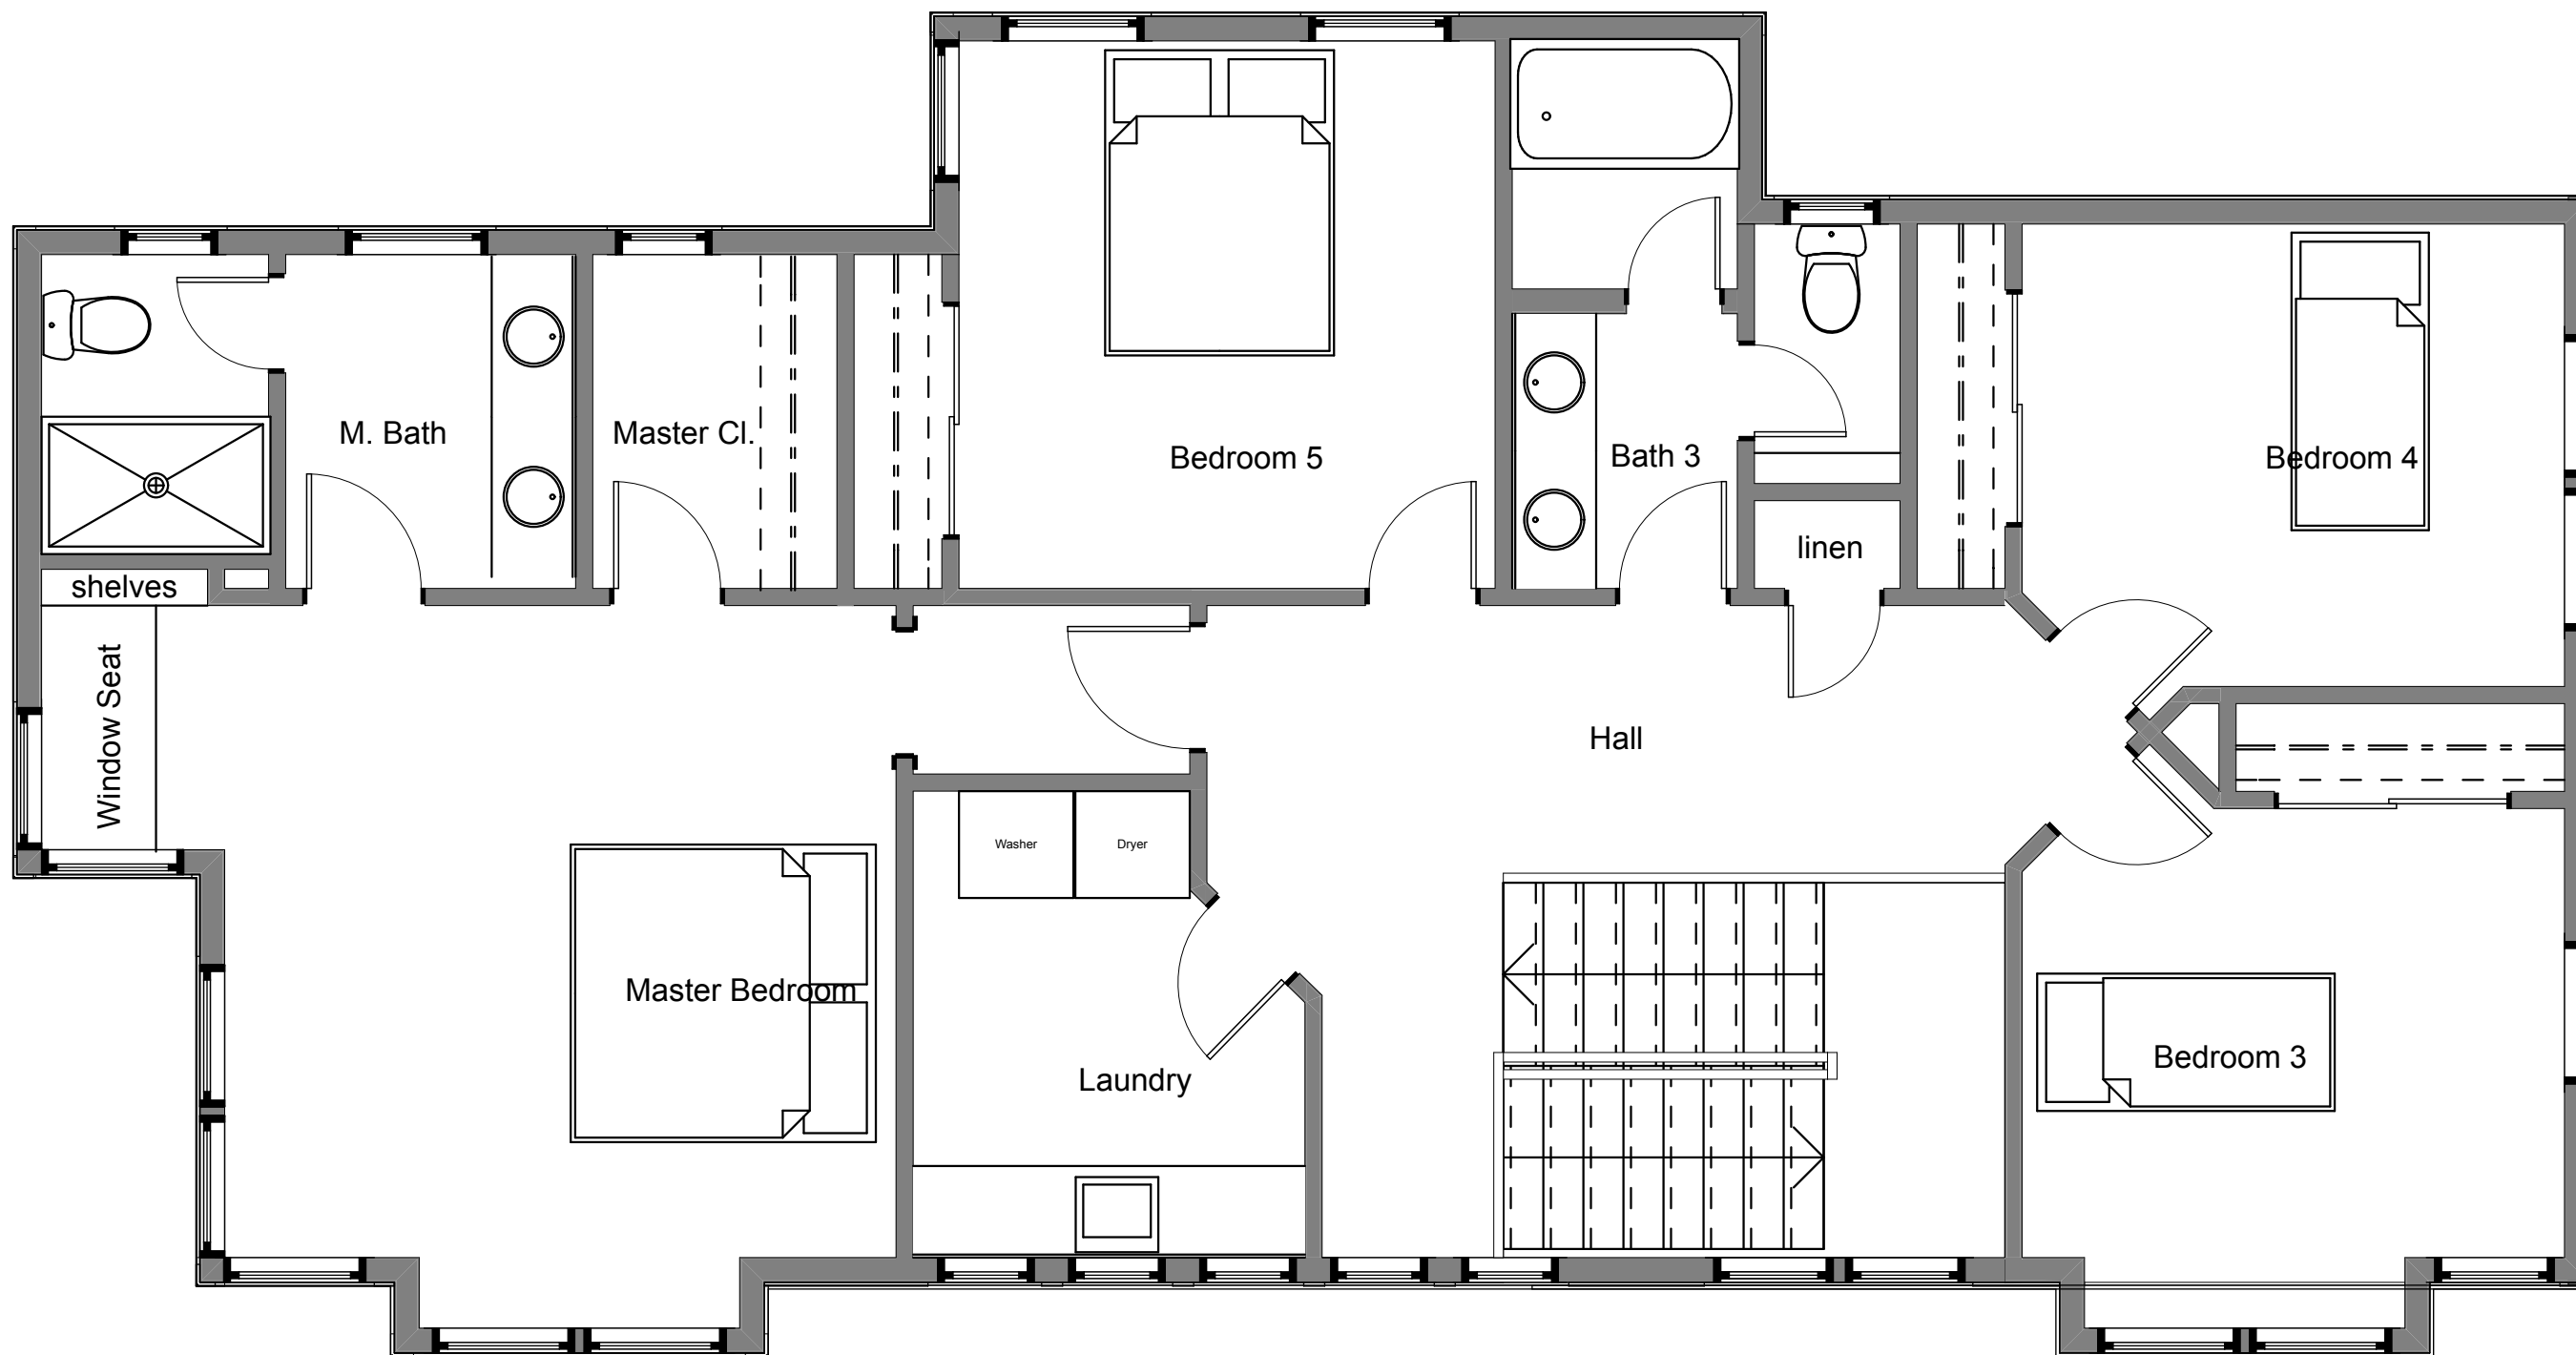 M. Bath
Master Cl.
Bedroom 5
Bath 3
Bedroom 4
linen
shelves
Window Seat
Hall
Washer
Dryer
Master Bedroom
Laundry
Bedroom 3